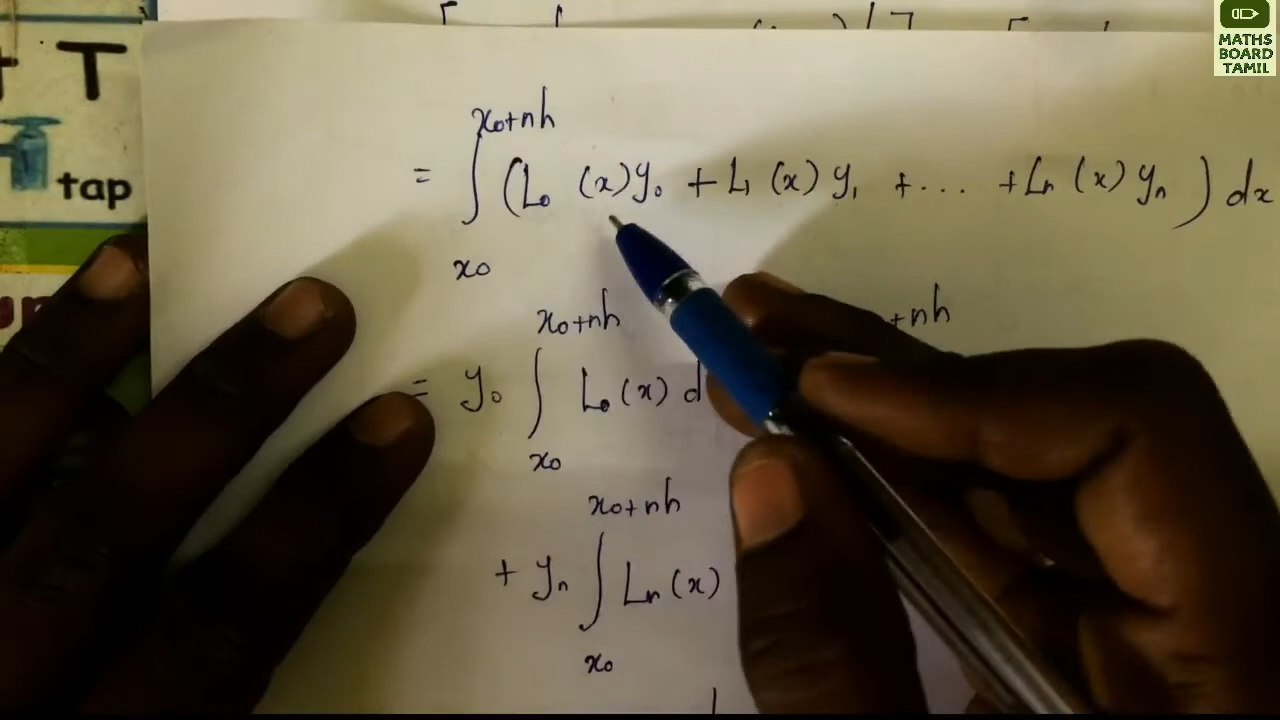 T
MATHS
BOARD
TAMIL
tap
x₀+nh
= ∫ (L₀ (x)y₀ + L₁ (x) y₁ + ... + Lₙ (x) yₙ ) dx
x₀
x₀+nh +nh
= y₀ ∫ L₀(x) d
x₀
x₀+nh
+ yₙ ∫ Lₙ(x)
x₀